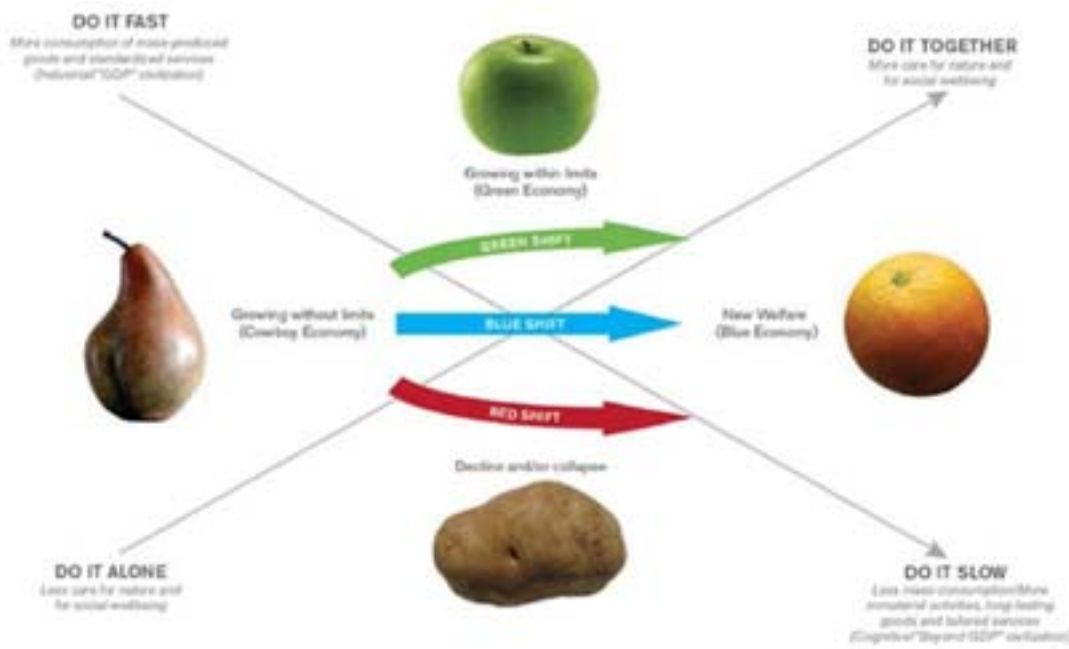 DO IT FAST
More consumption of mass-produced
goods and standardized services
(Industrial "GDP" civilization)
DO IT TOGETHER
More care for nature and
for social wellbeing
Growing within limits
(Green Economy)
GREEN SHIFT
Growing without limits
(Cowboy Economy)
BLUE SHIFT
New Welfare
(Blue Economy)
RED SHIFT
Decline and/or collapse
DO IT ALONE
Less care for nature and
for social wellbeing
DO IT SLOW
Less mass-consumption/More
immaterial activities, long-lasting
goods and tailored services
(Cognitive/"Beyond GDP" civilization)